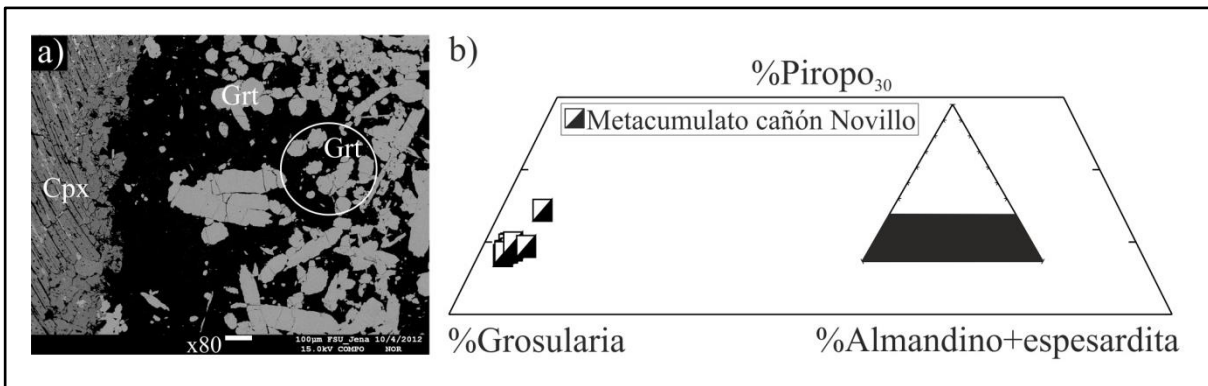 a)
Grt
Grt
Cpx
x80
100μm FSU_Jena 10/4/2012
15.0kV COMPO NOR
b)
%Piropo30
Metacumulato cañón Novillo
%Grosularia
%Almandino+espesardita